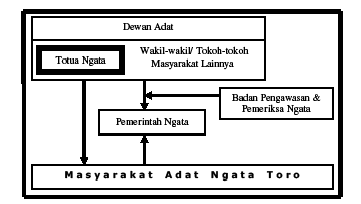 Dewan Adat
Totua Ngata
Wakil-wakil/ Tokoh-tokoh
Masyarakat Lainnya
Badan Pengawasan &
Pemeriksa Ngata
Pemerintah Ngata
Masyarakat Adat Ngata Toro